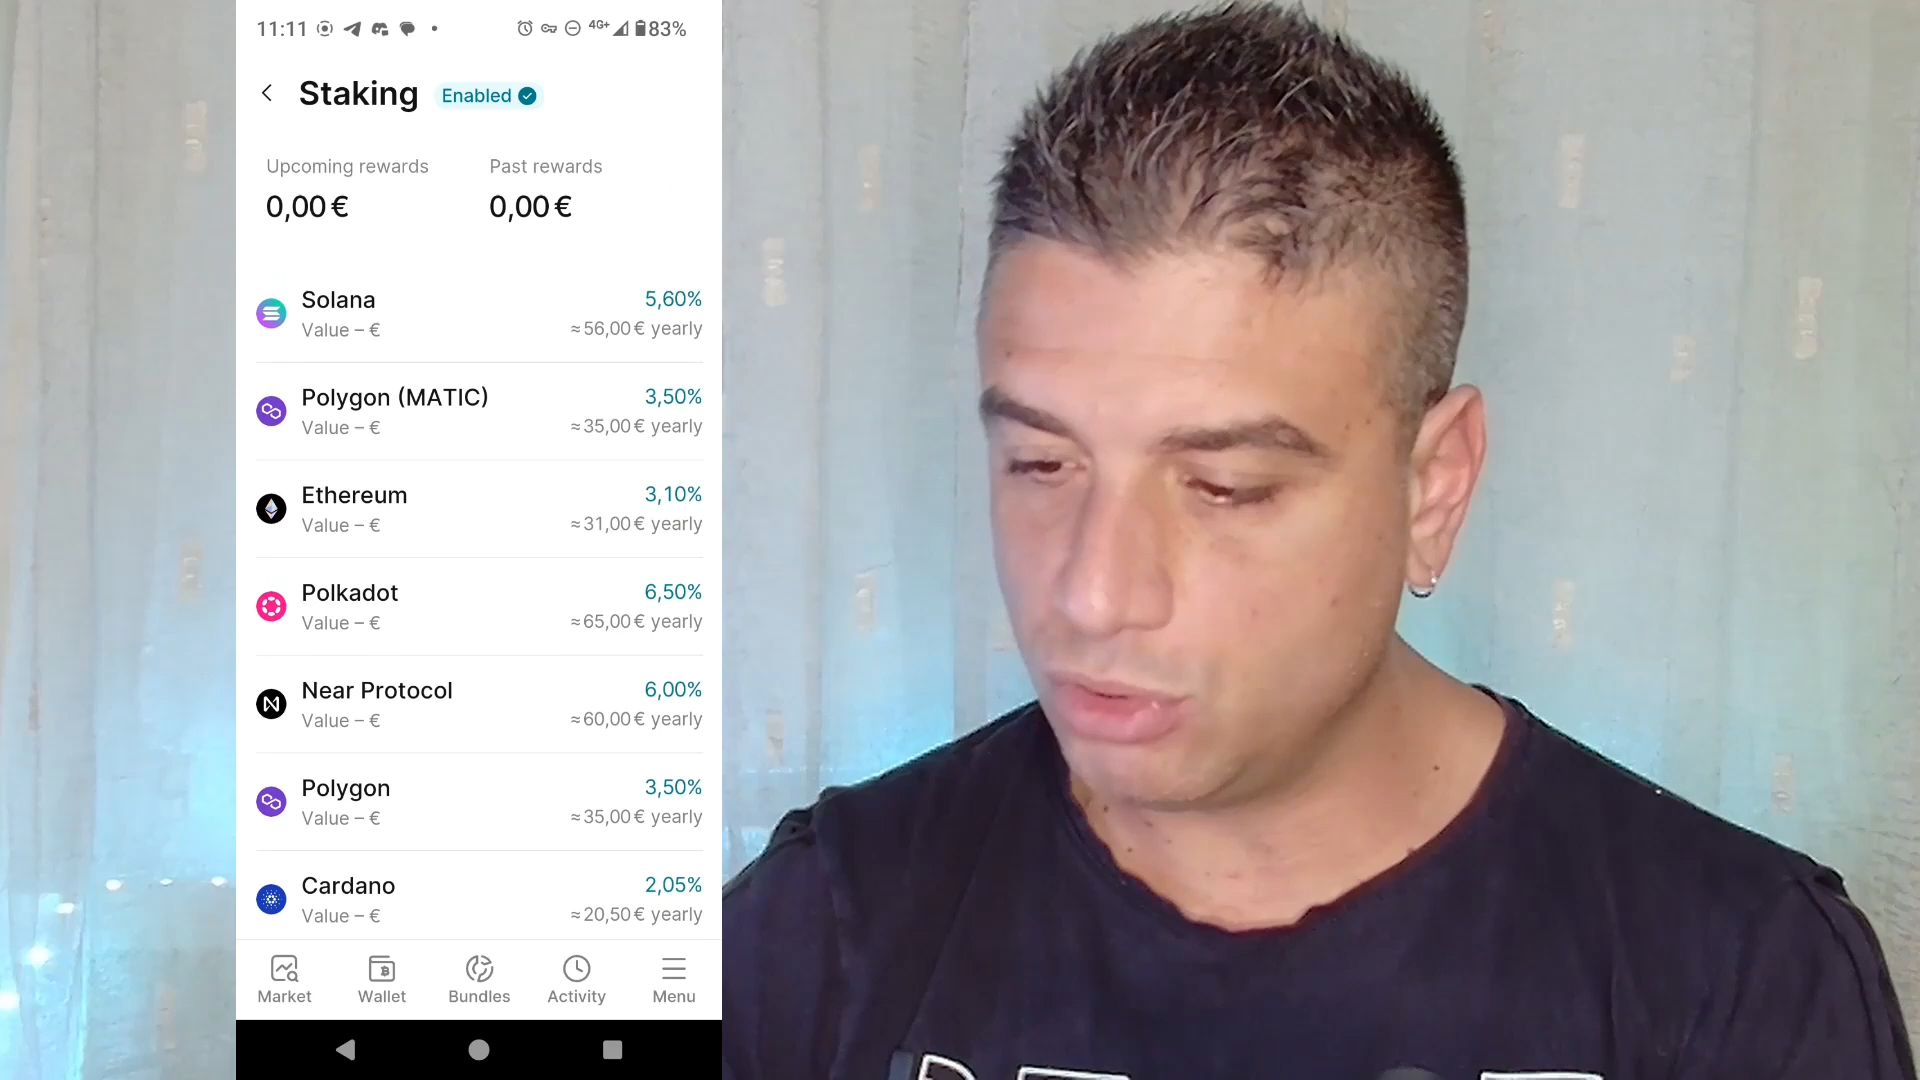 11:11 4G+ 83%
Staking Enabled
Upcoming rewards Past rewards
0,00 € 0,00 €
Solana 5,60%
Value – € ≈ 56,00 € yearly
Polygon (MATIC) 3,50%
Value – € ≈ 35,00 € yearly
Ethereum 3,10%
Value – € ≈ 31,00 € yearly
Polkadot 6,50%
Value – € ≈ 65,00 € yearly
Near Protocol 6,00%
Value – € ≈ 60,00 € yearly
Polygon 3,50%
Value – € ≈ 35,00 € yearly
Cardano 2,05%
Value – € ≈ 20,50 € yearly
Market Wallet Bundles Activity Menu